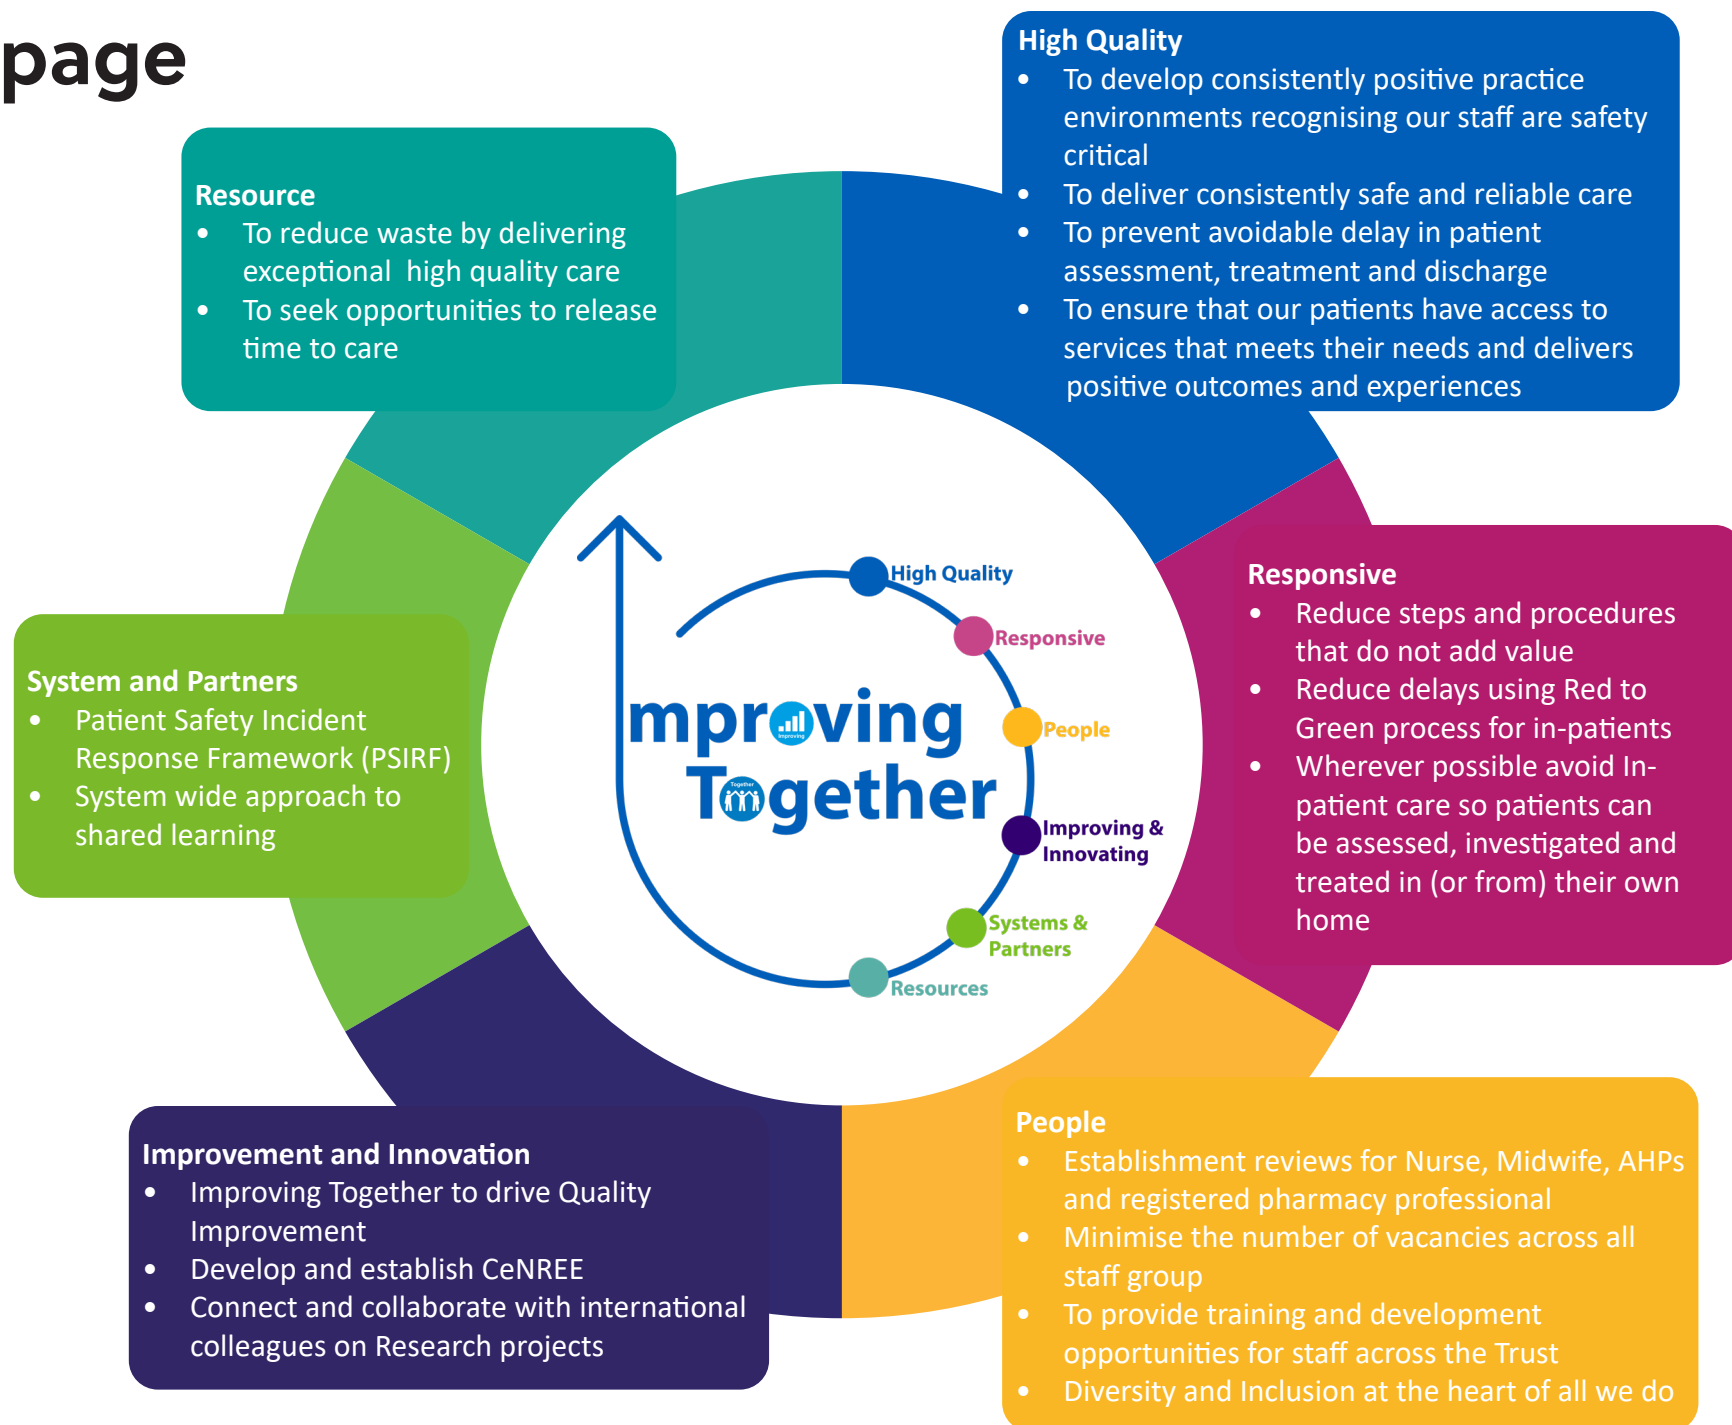 page
High Quality
• To develop consistently positive practice
environments recognising our staff are safety
critical
• To deliver consistently safe and reliable care
• To prevent avoidable delay in patient
assessment, treatment and discharge
• To ensure that our patients have access to
services that meets their needs and delivers
positive outcomes and experiences
Resource
• To reduce waste by delivering
exceptional high quality care
• To seek opportunities to release
time to care
Responsive
• Reduce steps and procedures
that do not add value
• Reduce delays using Red to
Green process for in-patients
• Wherever possible avoid In-
patient care so patients can
be assessed, investigated and
treated in (or from) their own
home
System and Partners
• Patient Safety Incident
Response Framework (PSIRF)
• System wide approach to
shared learning
High Quality
Responsive
People
Improving &
Innovating
Systems &
Partners
Resources
Improving
Together
Improving
Together
Improvement and Innovation
• Improving Together to drive Quality
Improvement
• Develop and establish CeNREE
• Connect and collaborate with international
colleagues on Research projects
People
• Establishment reviews for Nurse, Midwife, AHPs
and registered pharmacy professional
• Minimise the number of vacancies across all
staff group
• To provide training and development
opportunities for staff across the Trust
• Diversity and Inclusion at the heart of all we do